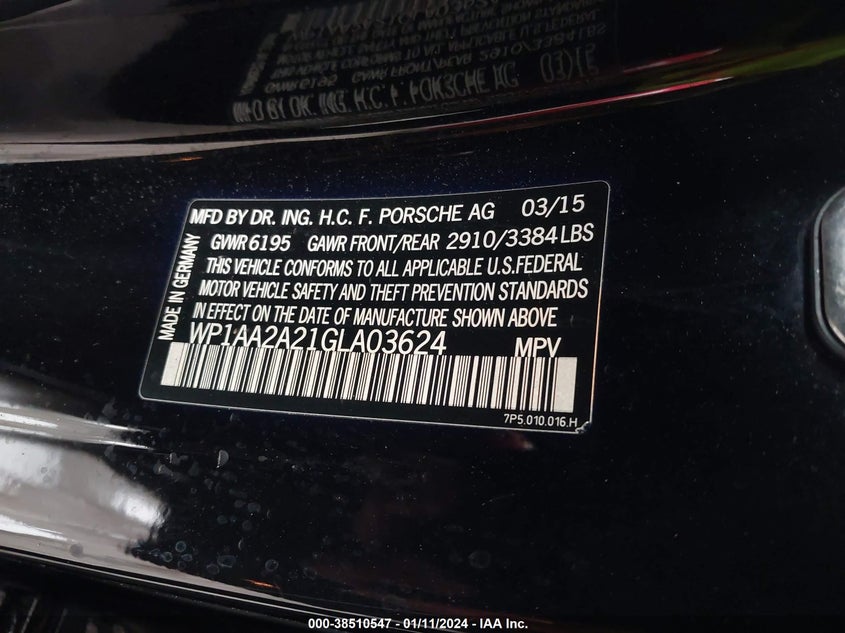 MFD BY DR. ING. H.C. F. PORSCHE AG 03/15
GVWR 6195 GAWR FRONT/REAR 2910/3384 LBS
THIS VEHICLE CONFORMS TO ALL APPLICABLE U.S.FEDERAL
MOTOR VEHICLE SAFETY AND THEFT PREVENTION STANDARDS
IN EFFECT ON THE DATE OF MANUFACTURE SHOWN ABOVE
WP1AA2A21GLA03624 MPV
7P5.010.016.H
MADE IN GERMANY
000-38510547 - 01/11/2024 - IAA Inc.